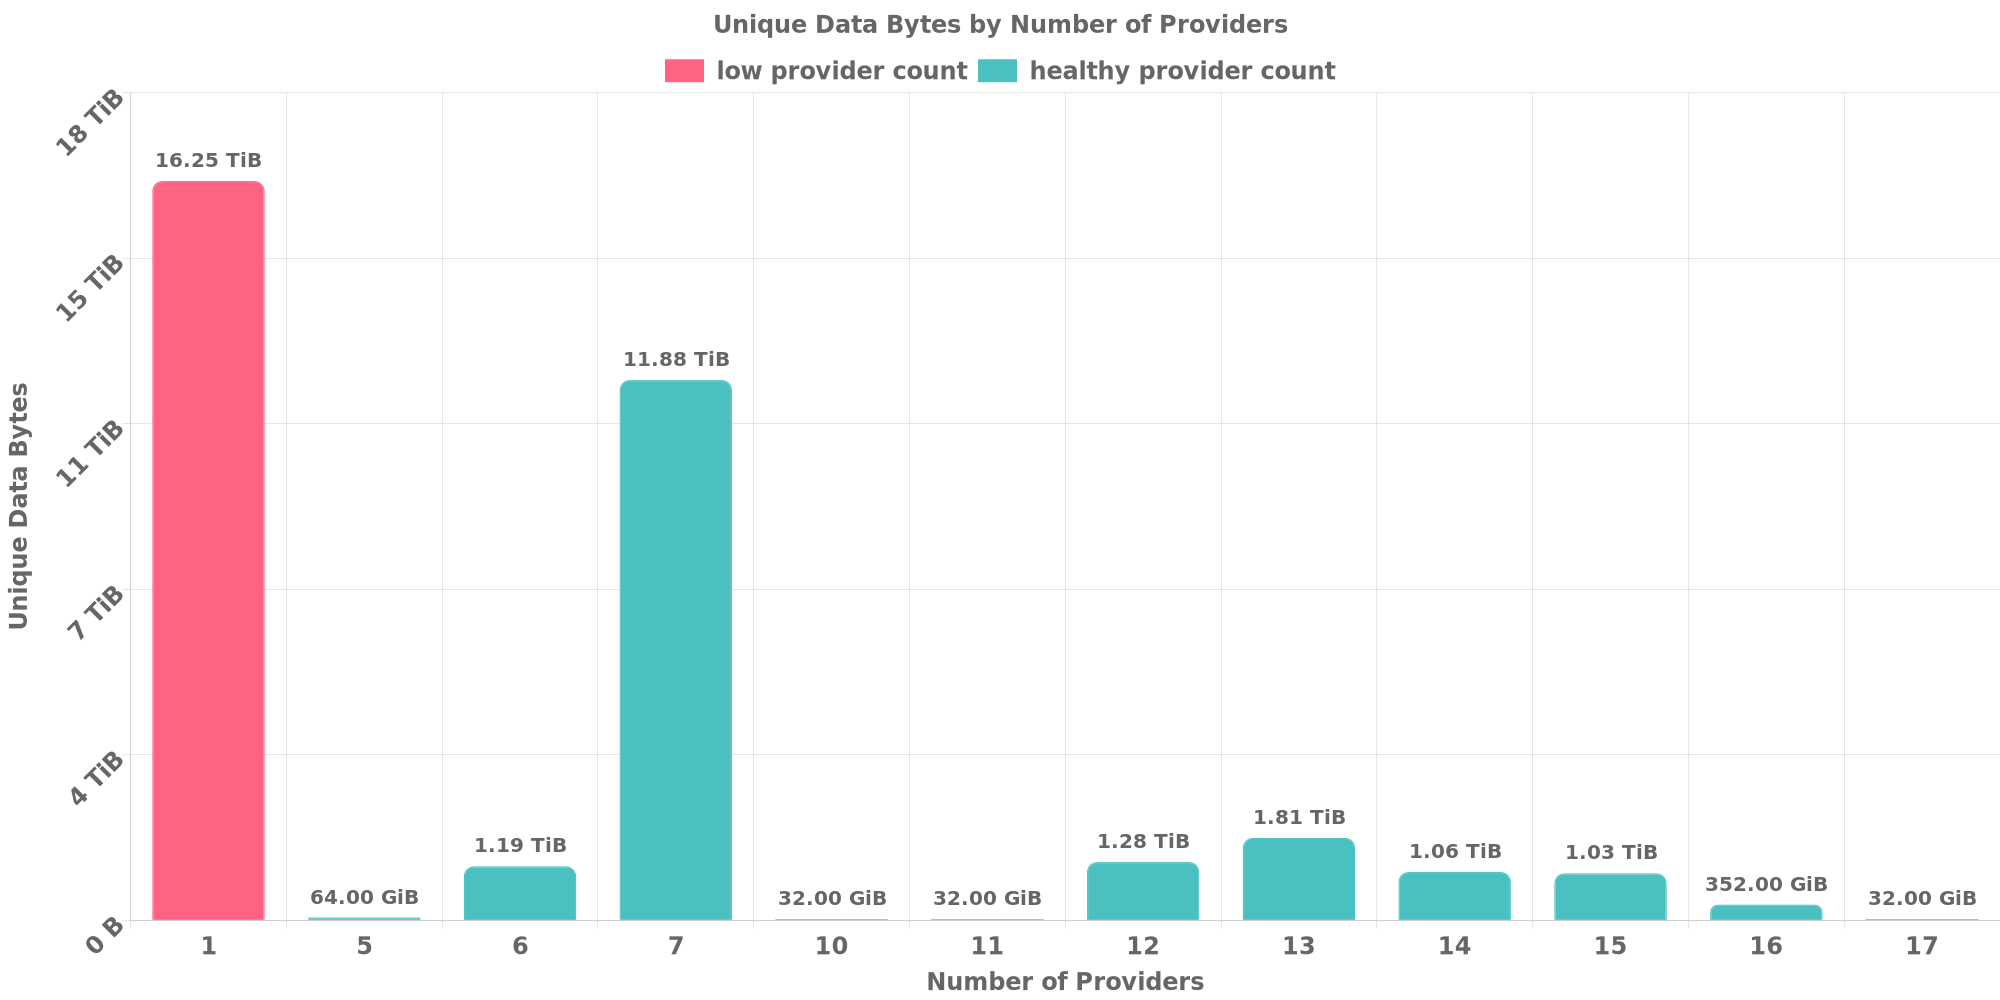 Unique Data Bytes by Number of Providers
low provider count healthy provider count
18 TiB
15 TiB
11 TiB
7 TiB
4 TiB
0 B
Unique Data Bytes
16.25 TiB
64.00 GiB
1.19 TiB
11.88 TiB
32.00 GiB
32.00 GiB
1.28 TiB
1.81 TiB
1.06 TiB
1.03 TiB
352.00 GiB
32.00 GiB
1 5 6 7 10 11 12 13 14 15 16 17
Number of Providers